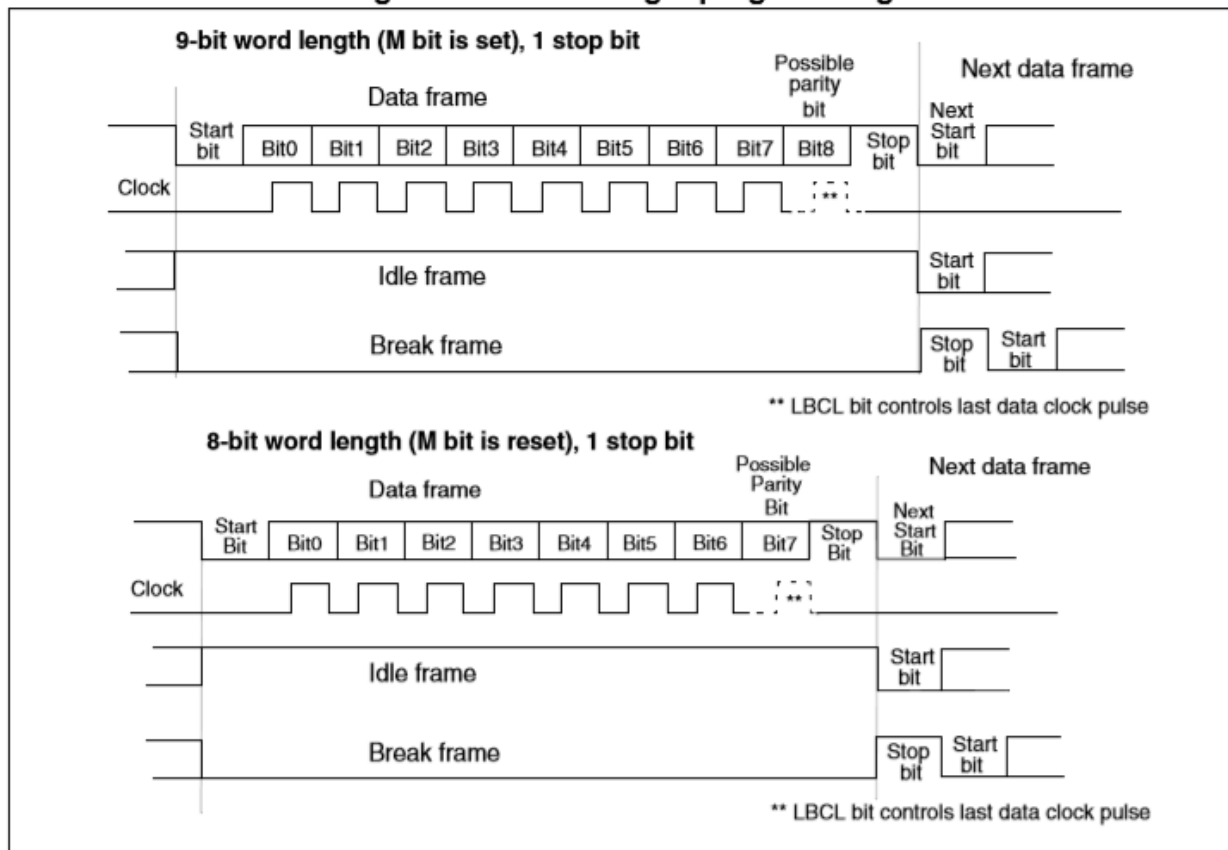 9-bit word length (M bit is set), 1 stop bit
Possible
parity
bit
Next data frame
Data frame
Start
bit
Bit0
Bit1
Bit2
Bit3
Bit4
Bit5
Bit6
Bit7
Bit8
Stop
bit
Next
Start
bit
Clock
**
Idle frame
Start
bit
Break frame
Stop
bit
Start
bit
** LBCL bit controls last data clock pulse
8-bit word length (M bit is reset), 1 stop bit
Possible
Parity
Bit
Next data frame
Data frame
Start
Bit
Bit0
Bit1
Bit2
Bit3
Bit4
Bit5
Bit6
Bit7
Stop
Bit
Next
Start
Bit
Clock
**
Idle frame
Start
bit
Break frame
Stop
bit
Start
bit
** LBCL bit controls last data clock pulse